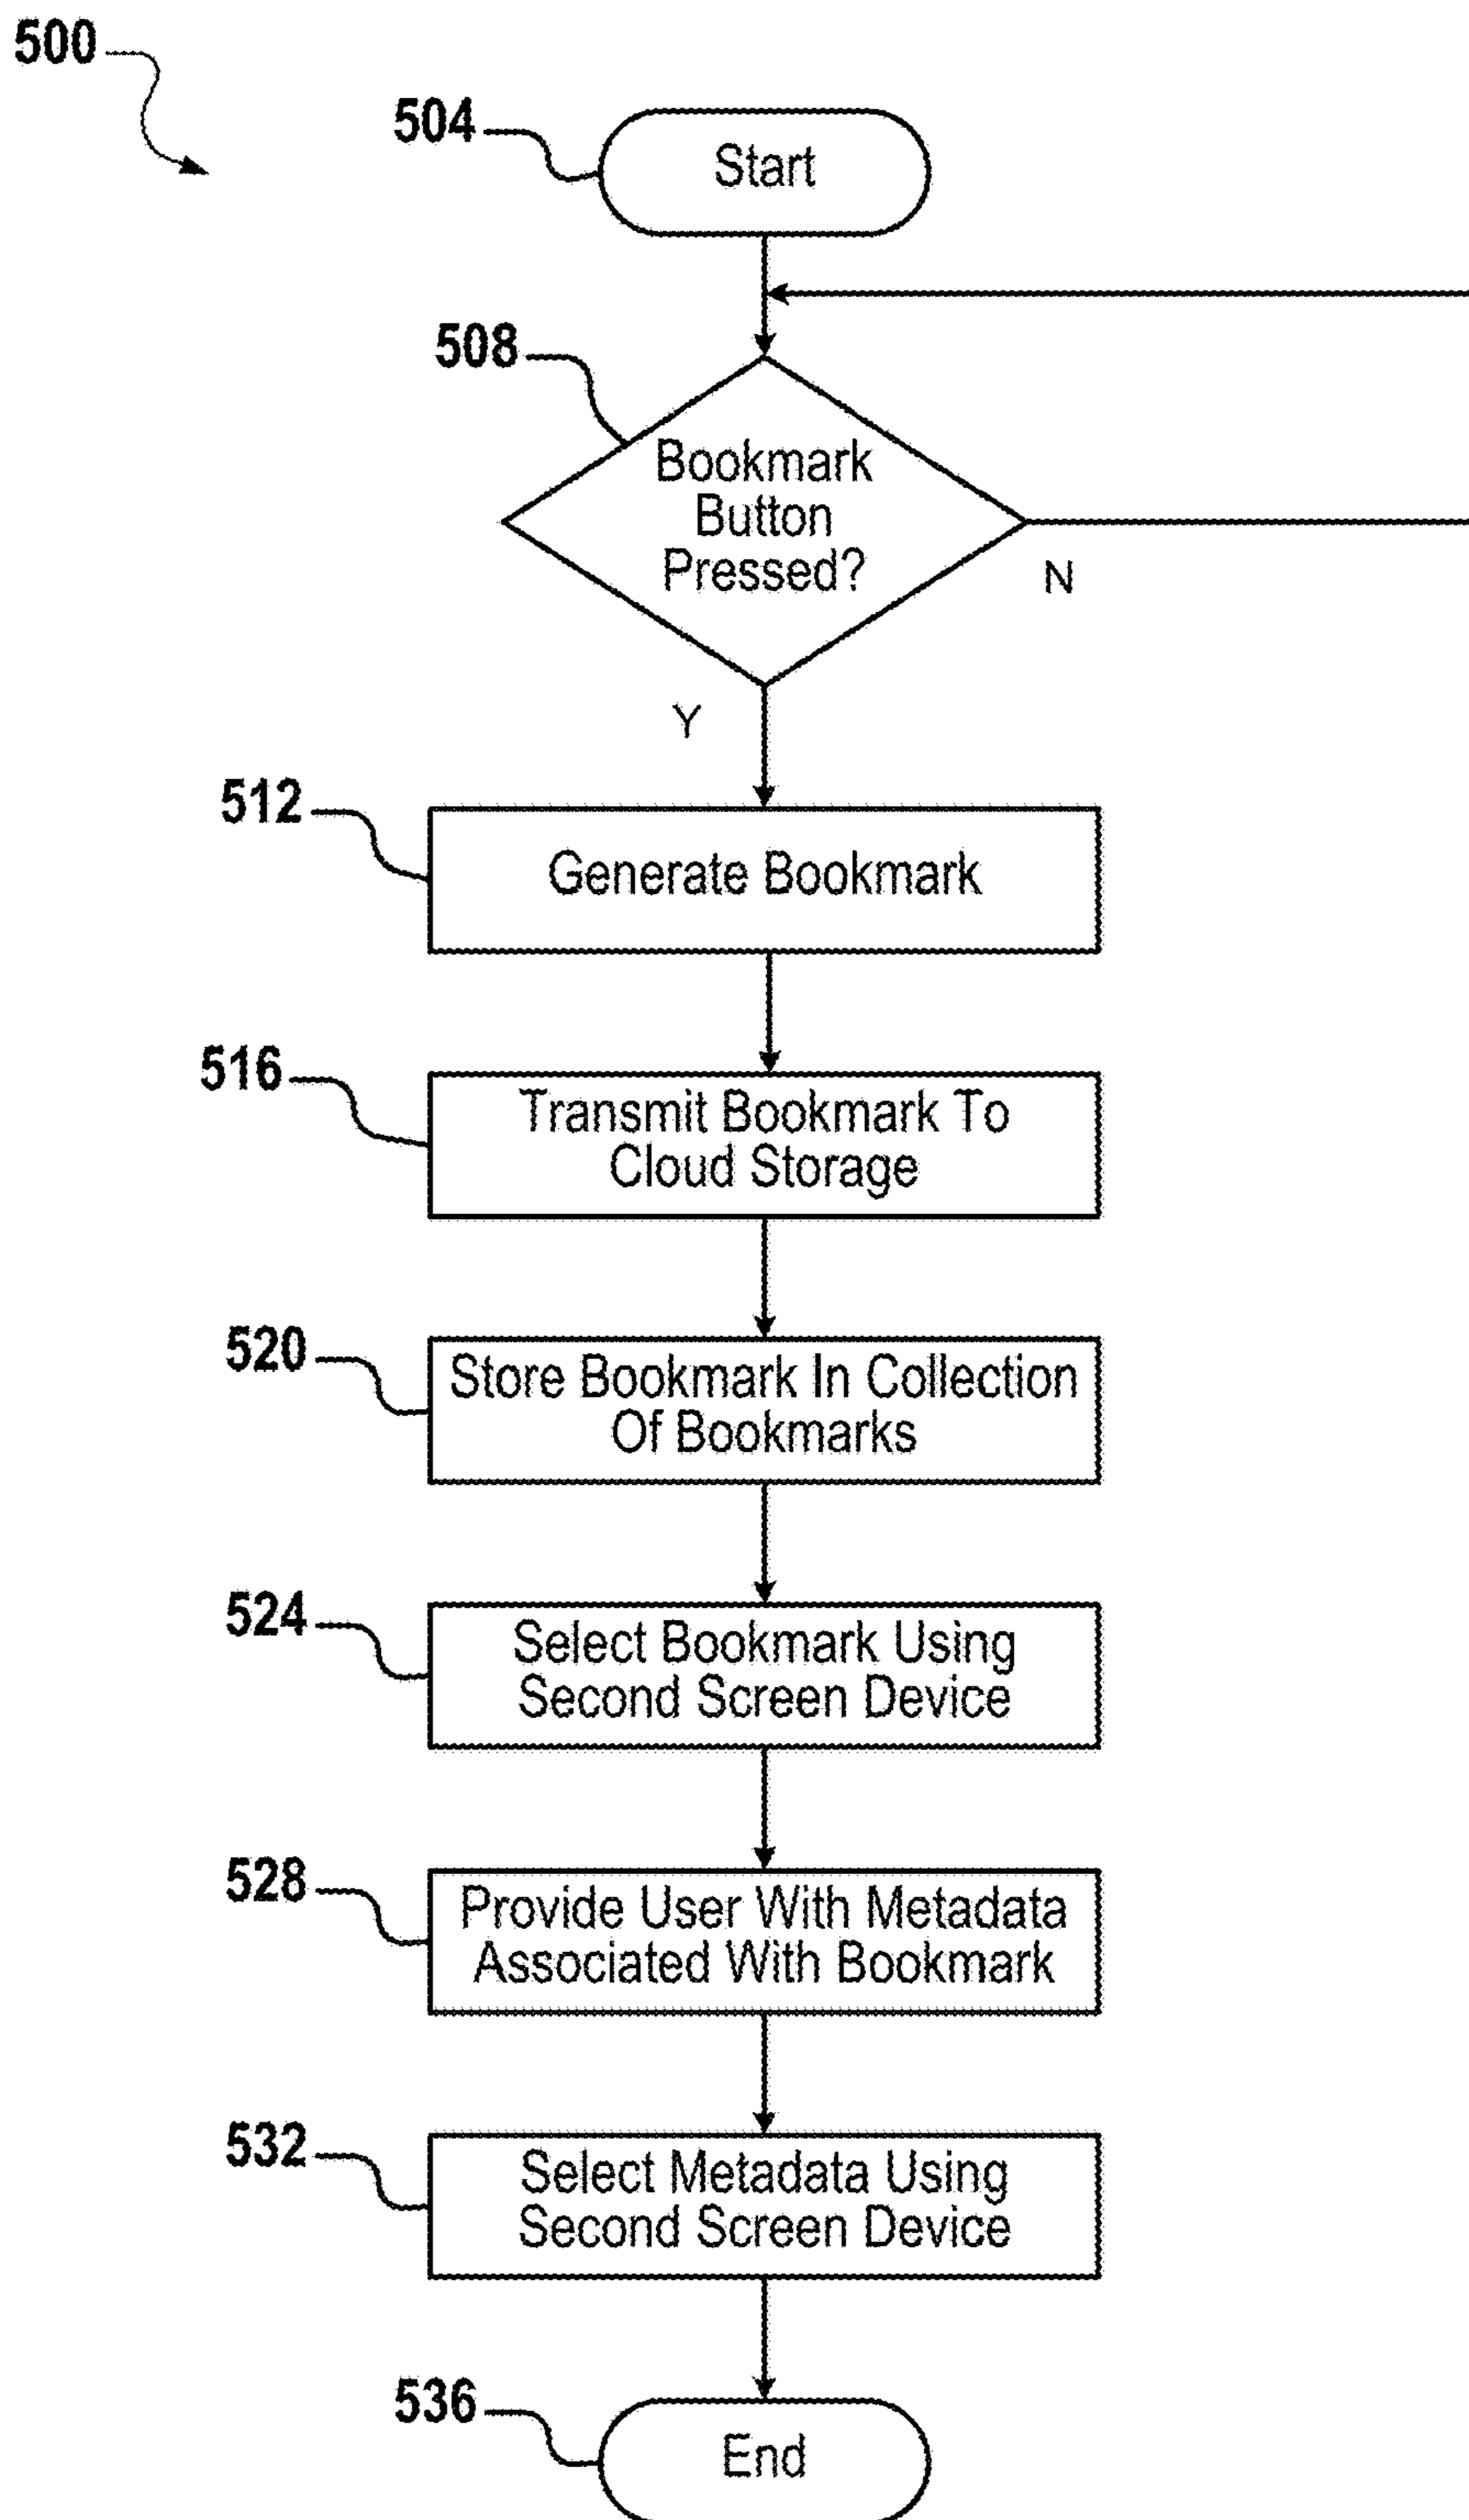 500
504
Start
508
Bookmark
Button
Pressed?
N
Y
512
Generate Bookmark
516
Transmit Bookmark To
Cloud Storage
520
Store Bookmark In Collection
Of Bookmarks
524
Select Bookmark Using
Second Screen Device
528
Provide User With Metadata
Associated With Bookmark
532
Select Metadata Using
Second Screen Device
536
End